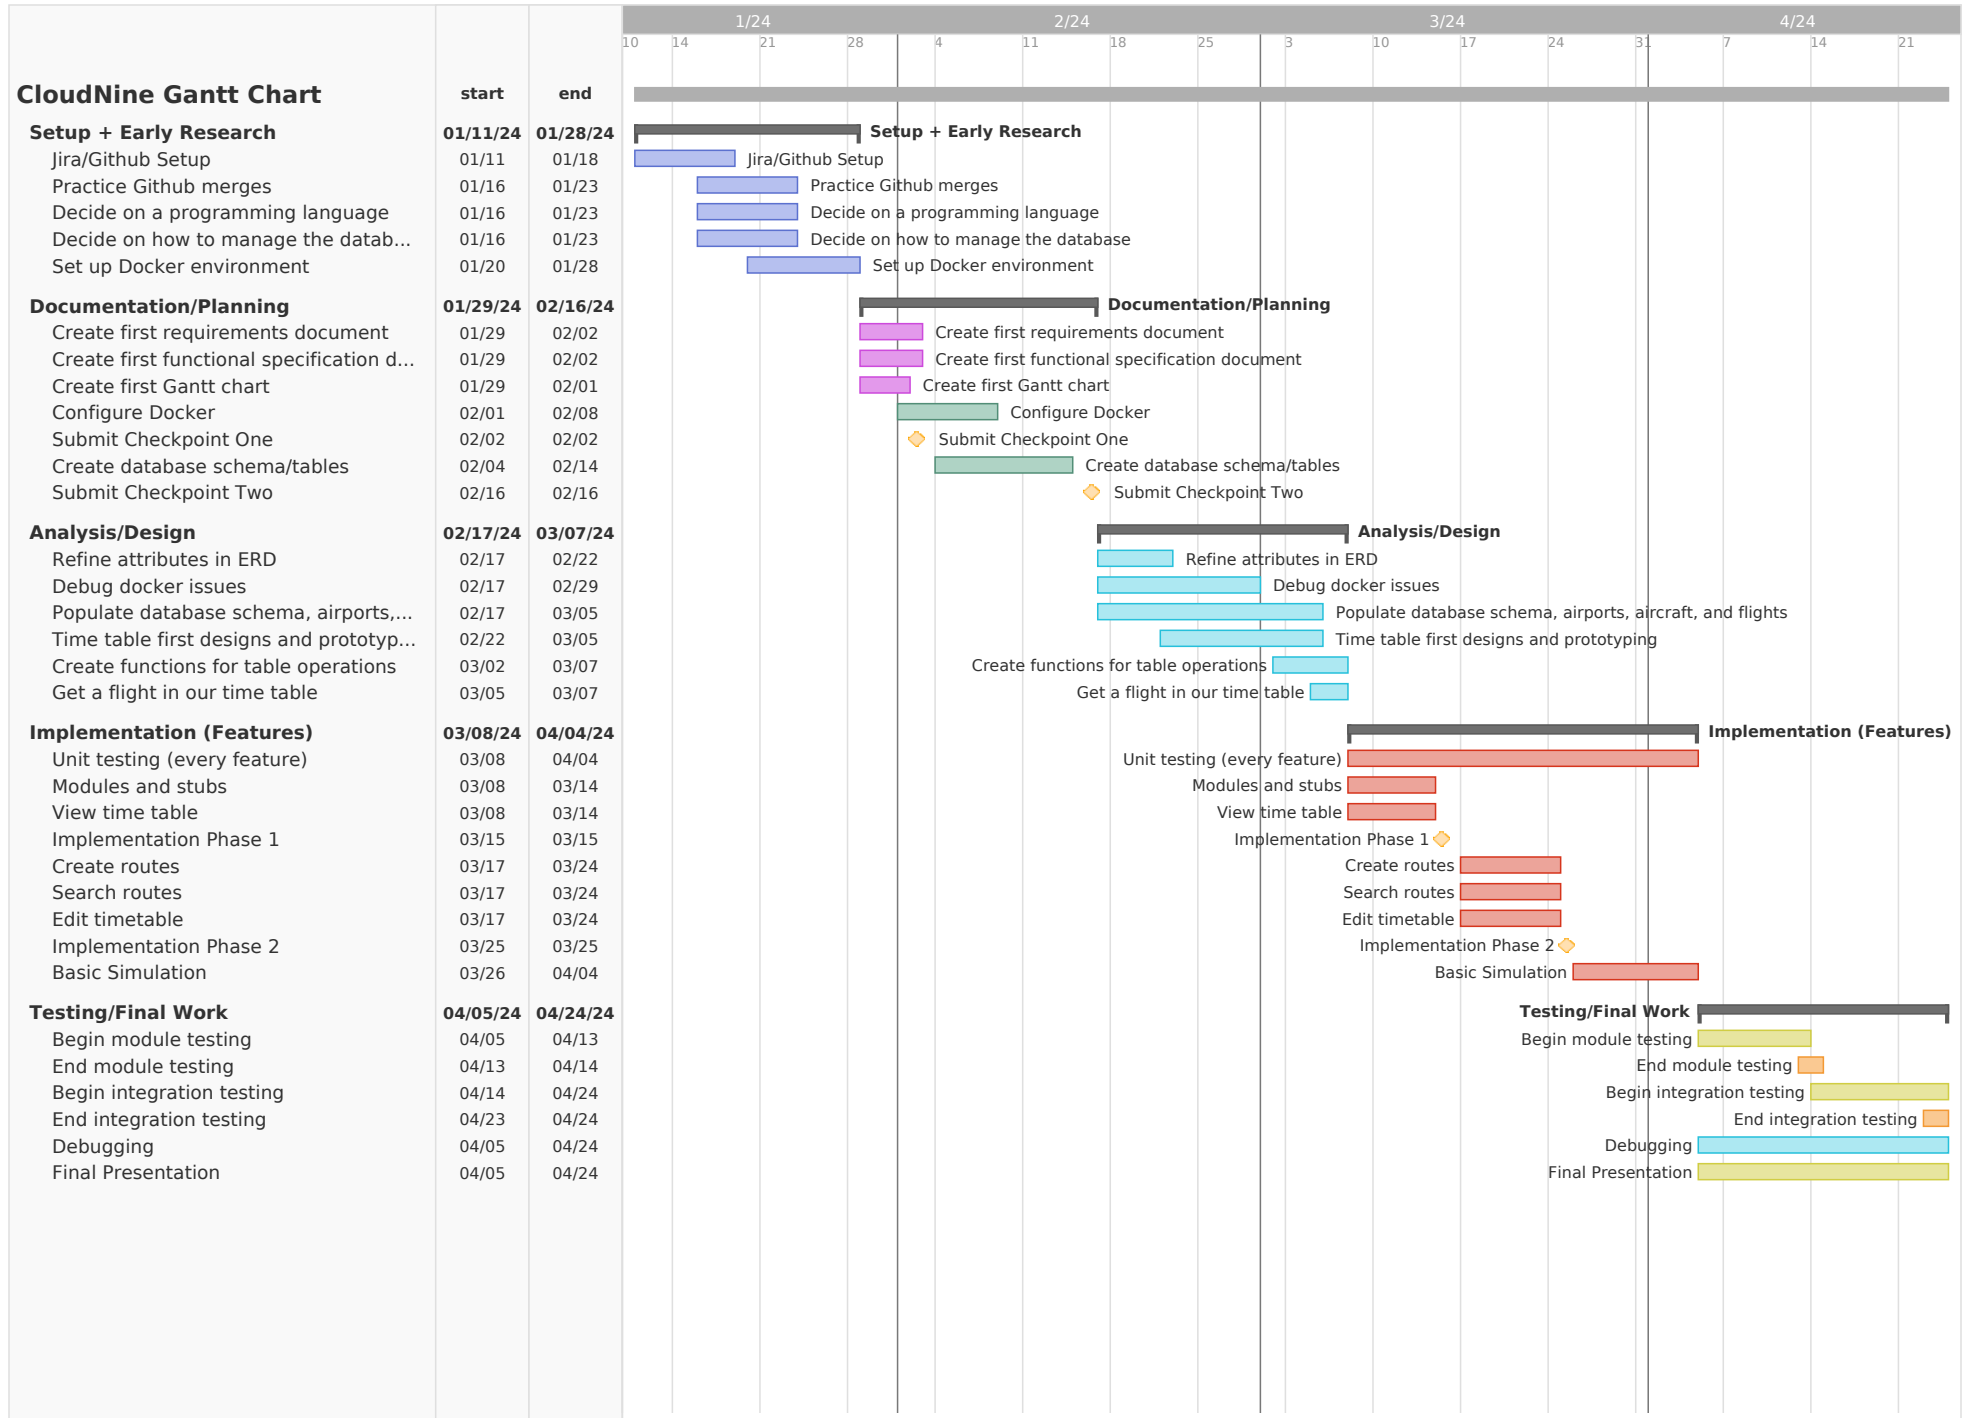 1/24 2/24 3/24 4/24
10 14 21 28 4 11 18 25 3 10 17 24 31 7 14 21
CloudNine Gantt Chart start end
Setup + Early Research 01/11/24 01/28/24 Setup + Early Research
Jira/Github Setup 01/11 01/18 Jira/Github Setup
Practice Github merges 01/16 01/23 Practice Github merges
Decide on a programming language 01/16 01/23 Decide on a programming language
Decide on how to manage the datab... 01/16 01/23 Decide on how to manage the database
Set up Docker environment 01/20 01/28 Set up Docker environment
Documentation/Planning 01/29/24 02/16/24 Documentation/Planning
Create first requirements document 01/29 02/02 Create first requirements document
Create first functional specification d... 01/29 02/02 Create first functional specification document
Create first Gantt chart 01/29 02/01 Create first Gantt chart
Configure Docker 02/01 02/08 Configure Docker
Submit Checkpoint One 02/02 02/02 Submit Checkpoint One
Create database schema/tables 02/04 02/14 Create database schema/tables
Submit Checkpoint Two 02/16 02/16 Submit Checkpoint Two
Analysis/Design 02/17/24 03/07/24 Analysis/Design
Refine attributes in ERD 02/17 02/22 Refine attributes in ERD
Debug docker issues 02/17 02/29 Debug docker issues
Populate database schema, airports,... 02/17 03/05 Populate database schema, airports, aircraft, and flights
Time table first designs and prototyp... 02/22 03/05 Time table first designs and prototyping
Create functions for table operations 03/02 03/07 Create functions for table operations
Get a flight in our time table 03/05 03/07 Get a flight in our time table
Implementation (Features) 03/08/24 04/04/24 Implementation (Features)
Unit testing (every feature) 03/08 04/04 Unit testing (every feature)
Modules and stubs 03/08 03/14 Modules and stubs
View time table 03/08 03/14 View time table
Implementation Phase 1 03/15 03/15 Implementation Phase 1
Create routes 03/17 03/24 Create routes
Search routes 03/17 03/24 Search routes
Edit timetable 03/17 03/24 Edit timetable
Implementation Phase 2 03/25 03/25 Implementation Phase 2
Basic Simulation 03/26 04/04 Basic Simulation
Testing/Final Work 04/05/24 04/24/24 Testing/Final Work
Begin module testing 04/05 04/13 Begin module testing
End module testing 04/13 04/14 End module testing
Begin integration testing 04/14 04/24 Begin integration testing
End integration testing 04/23 04/24 End integration testing
Debugging 04/05 04/24 Debugging
Final Presentation 04/05 04/24 Final Presentation